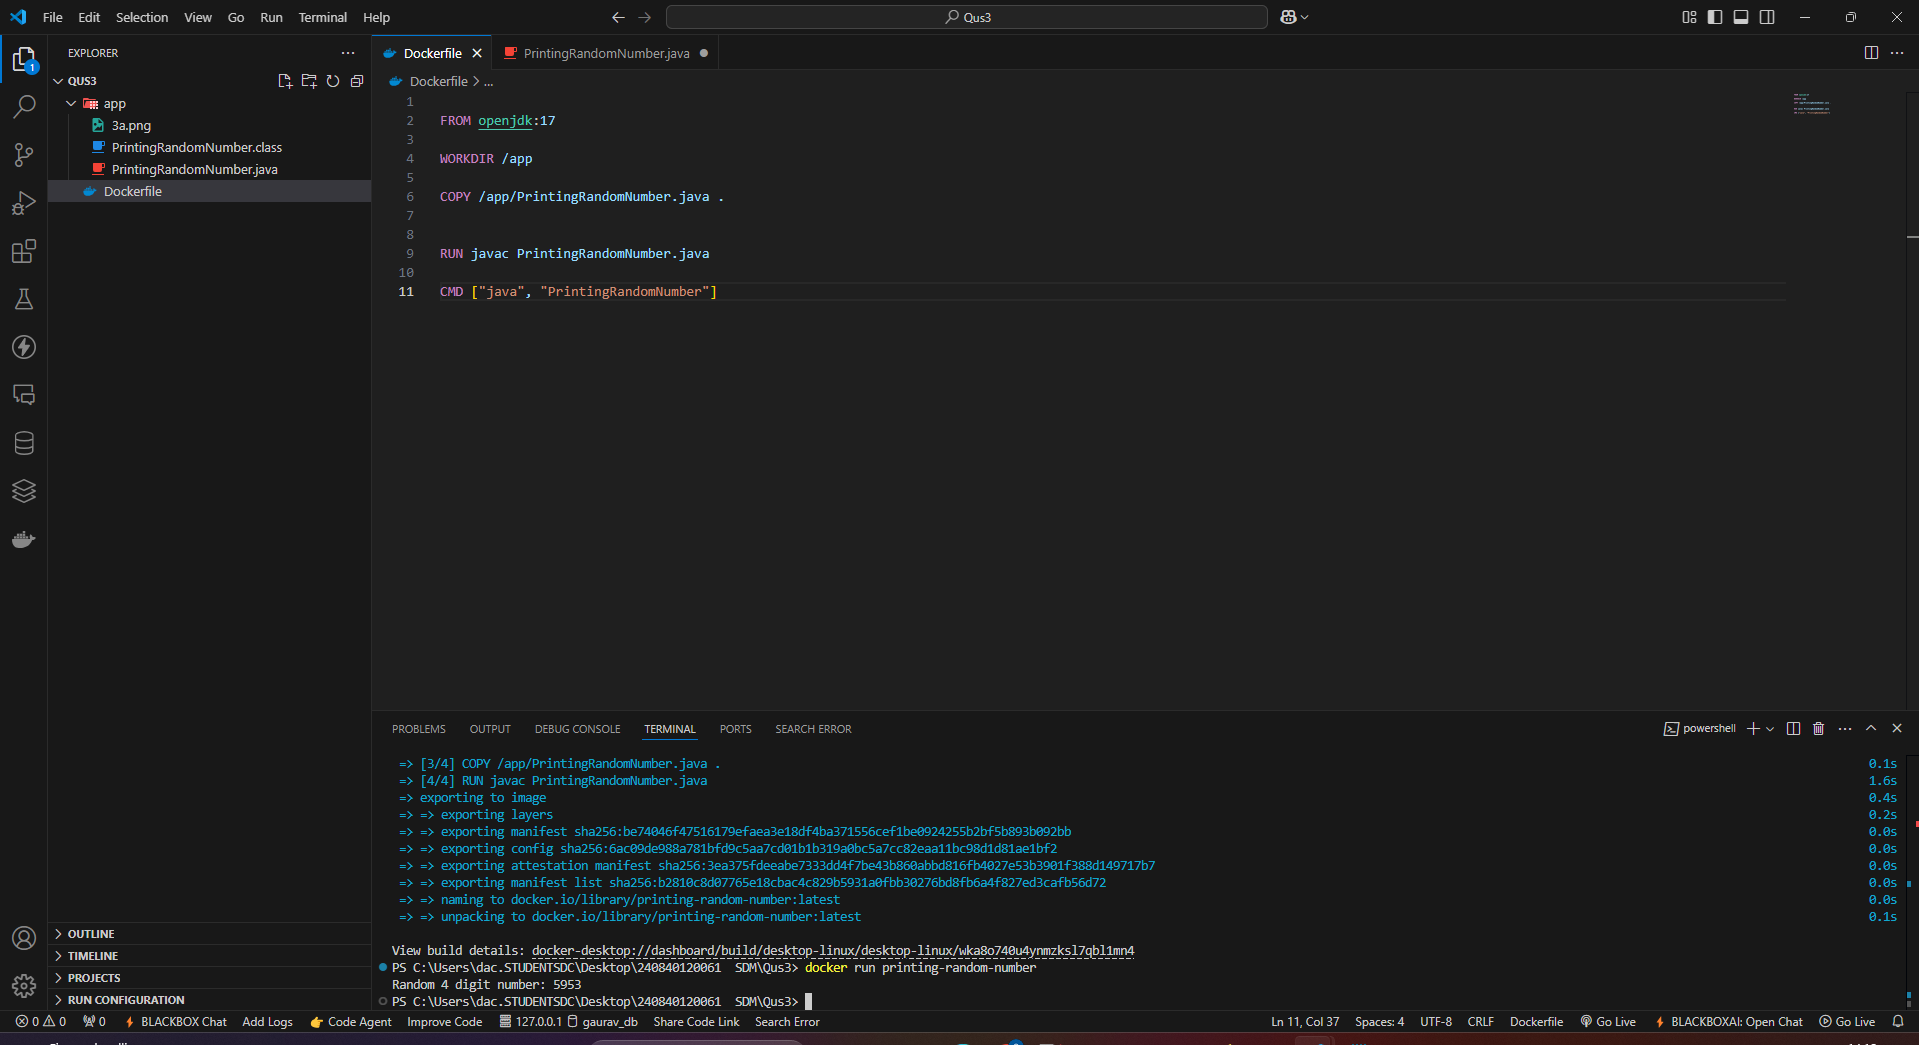 File Edit Selection View Go Run Terminal Help
Qus3
EXPLORER
QUS3
app
3a.png
PrintingRandomNumber.class
PrintingRandomNumber.java
Dockerfile
1
OUTLINE
TIMELINE
PROJECTS
RUN CONFIGURATION
Dockerfile PrintingRandomNumber.java
Dockerfile > ...
1
2 FROM openjdk:17
3
4 WORKDIR /app
5
6 COPY /app/PrintingRandomNumber.java .
7
8
9 RUN javac PrintingRandomNumber.java
10
11 CMD ["java", "PrintingRandomNumber"]
PROBLEMS OUTPUT DEBUG CONSOLE TERMINAL PORTS SEARCH ERROR
powershell
=> [3/4] COPY /app/PrintingRandomNumber.java . 0.1s
=> [4/4] RUN javac PrintingRandomNumber.java 1.6s
=> exporting to image 0.4s
=> => exporting layers 0.2s
=> => exporting manifest sha256:be74046f47516179efaea3e18df4ba371556cef1be0924255b2bf5b893b092bb 0.0s
=> => exporting config sha256:6ac09de988a781bfd9c5aa7cd01b1b319a0bc5a7cc82eaa11bc98d1d81ae1bf2 0.0s
=> => exporting attestation manifest sha256:3ea375fdeeabe7333dd4f7be43b860abbd816fb4027e53b3901f388d149717b7 0.0s
=> => exporting manifest list sha256:b2810c8d07765e18cbac4c829b5931a0fbb30276bd8fb6a4f827ed3cafb56d72 0.0s
=> => naming to docker.io/library/printing-random-number:latest 0.0s
=> => unpacking to docker.io/library/printing-random-number:latest 0.1s
View build details: docker-desktop://dashboard/build/desktop-linux/desktop-linux/wka8o740u4ynmzksl7qbl1mn4
PS C:\Users\dac.STUDENTSDC\Desktop\240840120061  SDM\Qus3> docker run printing-random-number
Random 4 digit number: 5953
PS C:\Users\dac.STUDENTSDC\Desktop\240840120061  SDM\Qus3>
0 0 0 BLACKBOX Chat Add Logs Code Agent Improve Code 127.0.0.1 gaurav_db Share Code Link Search Error Ln 11, Col 37 Spaces: 4 UTF-8 CRLF Dockerfile Go Live BLACKBOXAI: Open Chat Go Live